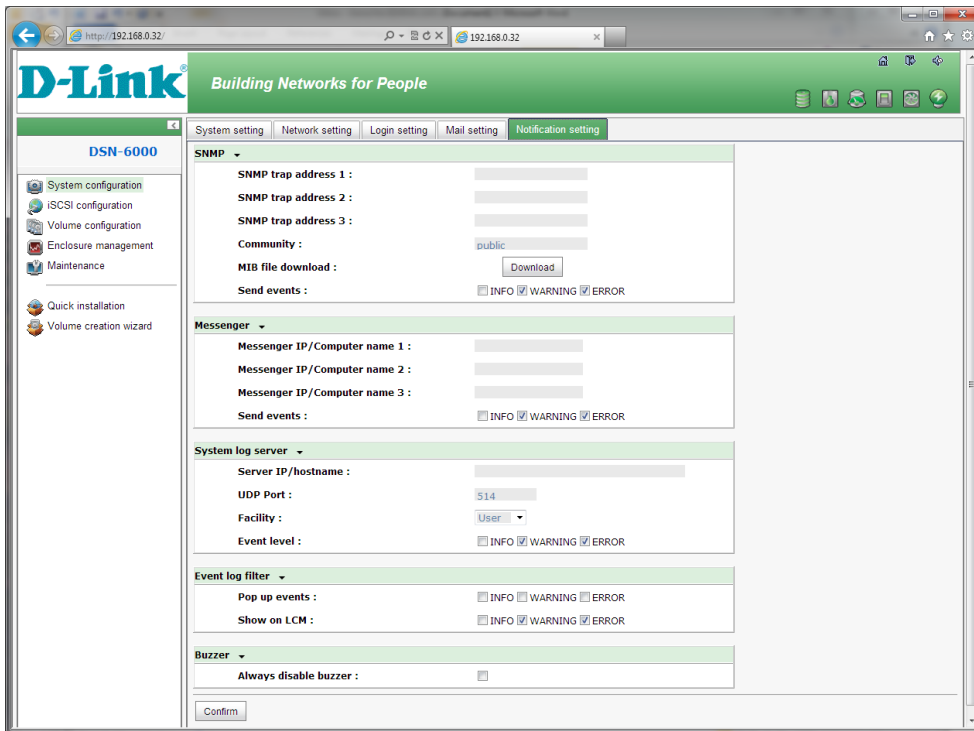 http://192.168.0.32/
192.168.0.32
D-Link®
Building Networks for People
DSN-6000
System configuration
iSCSI configuration
Volume configuration
Enclosure management
Maintenance
Quick installation
Volume creation wizard
System setting Network setting Login setting Mail setting Notification setting
SNMP
SNMP trap address 1 :
SNMP trap address 2 :
SNMP trap address 3 :
Community : public
MIB file download : Download
Send events : INFO WARNING ERROR
Messenger
Messenger IP/Computer name 1 :
Messenger IP/Computer name 2 :
Messenger IP/Computer name 3 :
Send events : INFO WARNING ERROR
System log server
Server IP/hostname :
UDP Port : 514
Facility : User
Event level : INFO WARNING ERROR
Event log filter
Pop up events : INFO WARNING ERROR
Show on LCM : INFO WARNING ERROR
Buzzer
Always disable buzzer :
Confirm